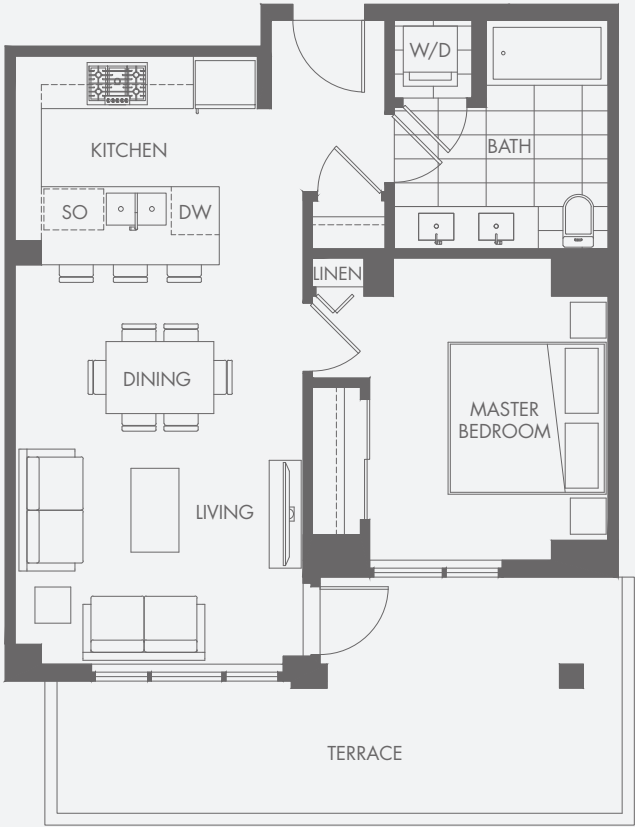 W/D
KITCHEN
BATH
SO
DW
LINEN
DINING
MASTER
BEDROOM
LIVING
TERRACE